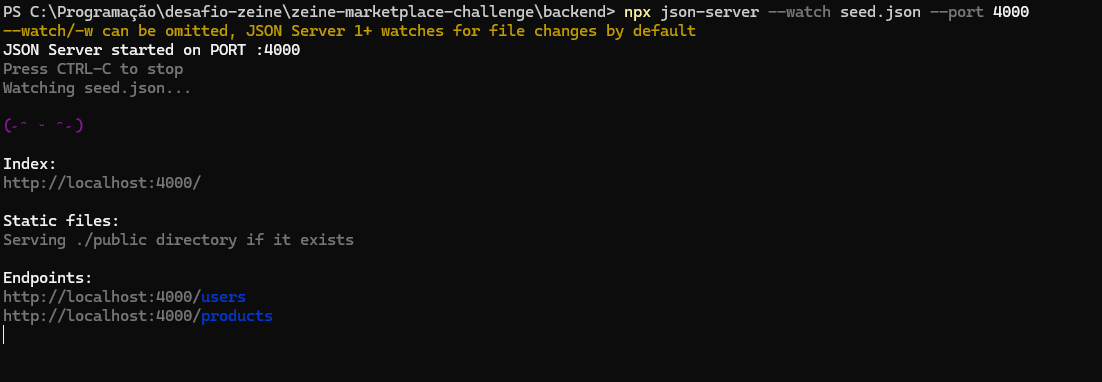 PS C:\Programação\desafio-zeine\zeine-marketplace-challenge\backend> npx json-server --watch seed.json --port 4000
--watch/-w can be omitted, JSON Server 1+ watches for file changes by default
JSON Server started on PORT :4000
Press CTRL-C to stop
Watching seed.json...
(˶ᵔ ᵕ ᵔ˶)
Index:
http://localhost:4000/
Static files:
Serving ./public directory if it exists
Endpoints:
http://localhost:4000/users
http://localhost:4000/products